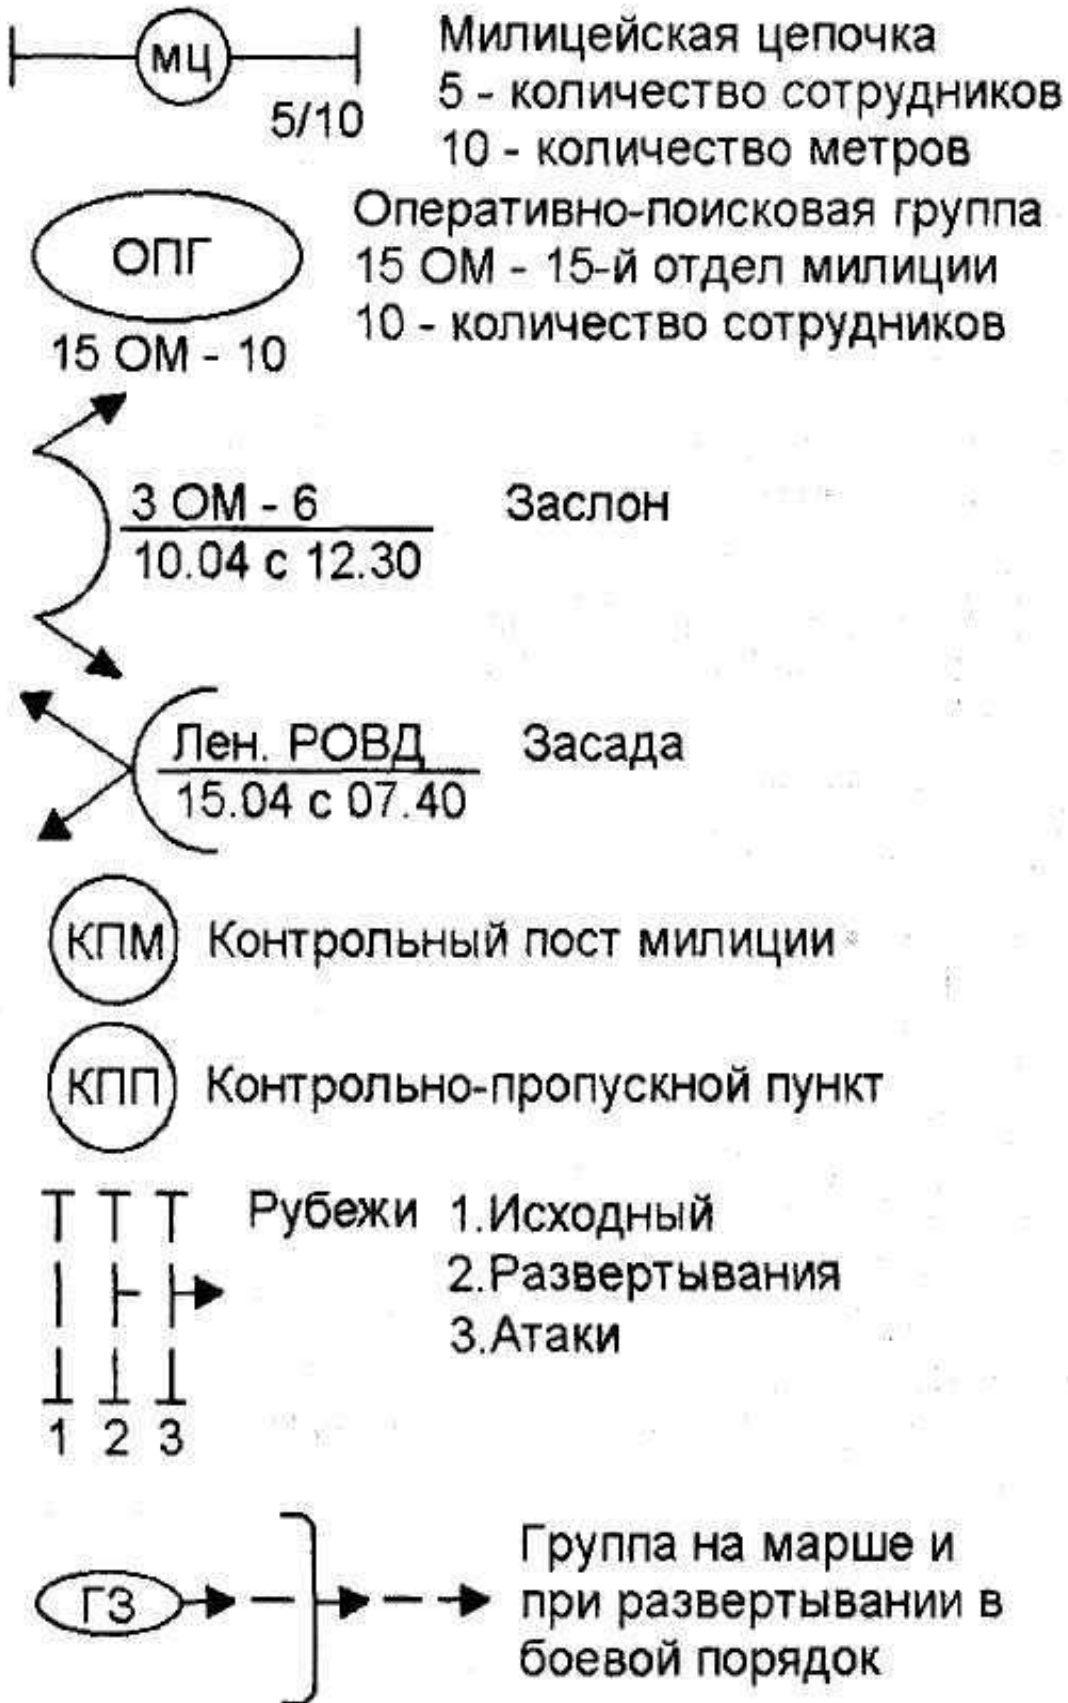 МЦ
5/10
Милицейская цепочка
5 - количество сотрудников
10 - количество метров
ОПГ
15 ОМ - 10
Оперативно-поисковая группа
15 ОМ - 15-й отдел милиции
10 - количество сотрудников
3 ОМ - 6
10.04 с 12.30
Заслон
Лен. РОВД
15.04 с 07.40
Засада
КПМ
Контрольный пост милиции
КПП
Контрольно-пропускной пункт
1 2 3
Рубежи 1.Исходный
2.Развертывания
3.Атаки
ГЗ
Группа на марше и
при развертывании в
боевой порядок